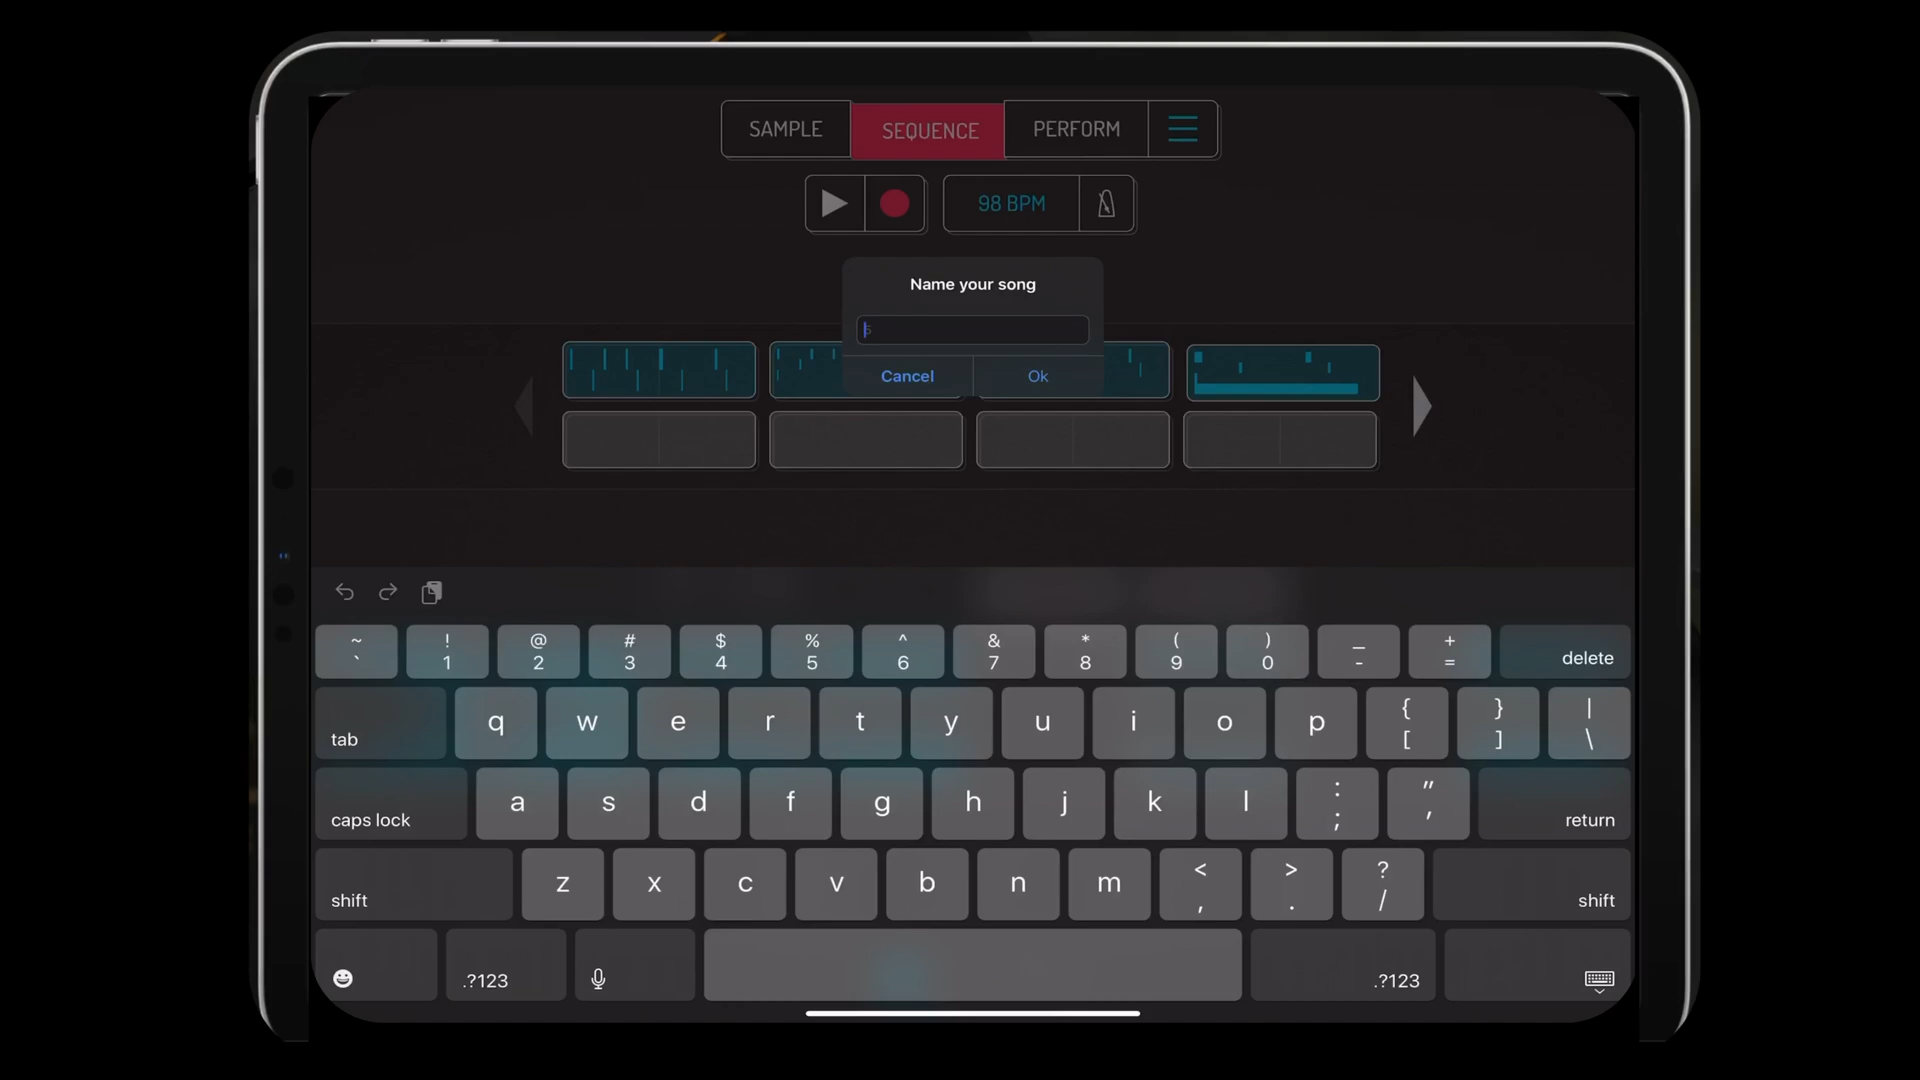 SAMPLE SEQUENCE PERFORM
98 BPM
Name your song
Cancel Ok
~ ! @ # $ % ^ & * ( ) _ +
` 1 2 3 4 5 6 7 8 9 0 - = delete
tab q w e r t y u i o p { [ } ] | \
caps lock a s d f g h j k l : ; " ' return
shift z x c v b n m < , > . ? / shift
.?123 .?123